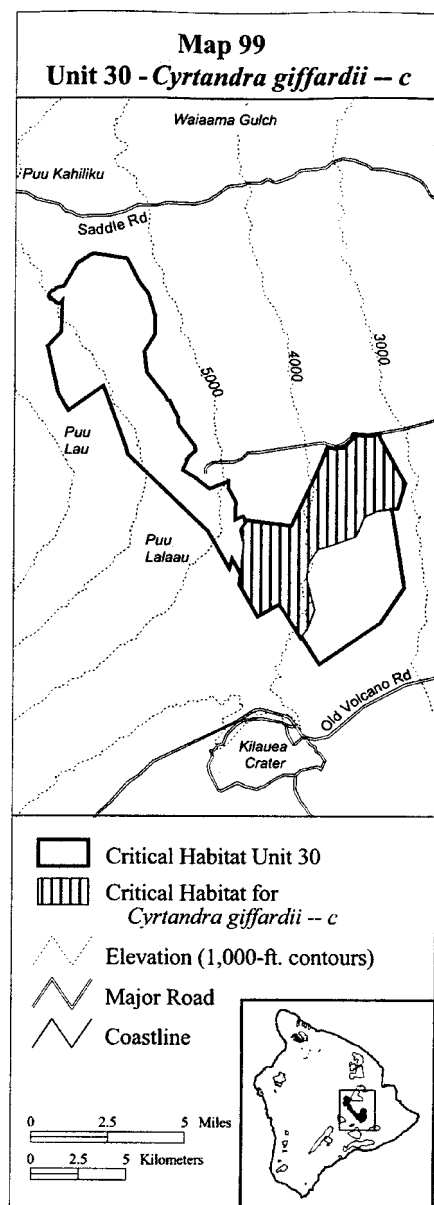 Map 99
Unit 30 - Cyrtandra giffardii -- c
Waiaama Gulch
Puu Kahiliku
Saddle Rd
5000
4000
3000
Puu
Lau
Puu
Lalaau
Old Volcano Rd
Kilauea
Crater
Critical Habitat Unit 30
Critical Habitat for
Cyrtandra giffardii -- c
Elevation (1,000-ft. contours)
Major Road
Coastline
0 2.5 5 Miles
0 2.5 5 Kilometers